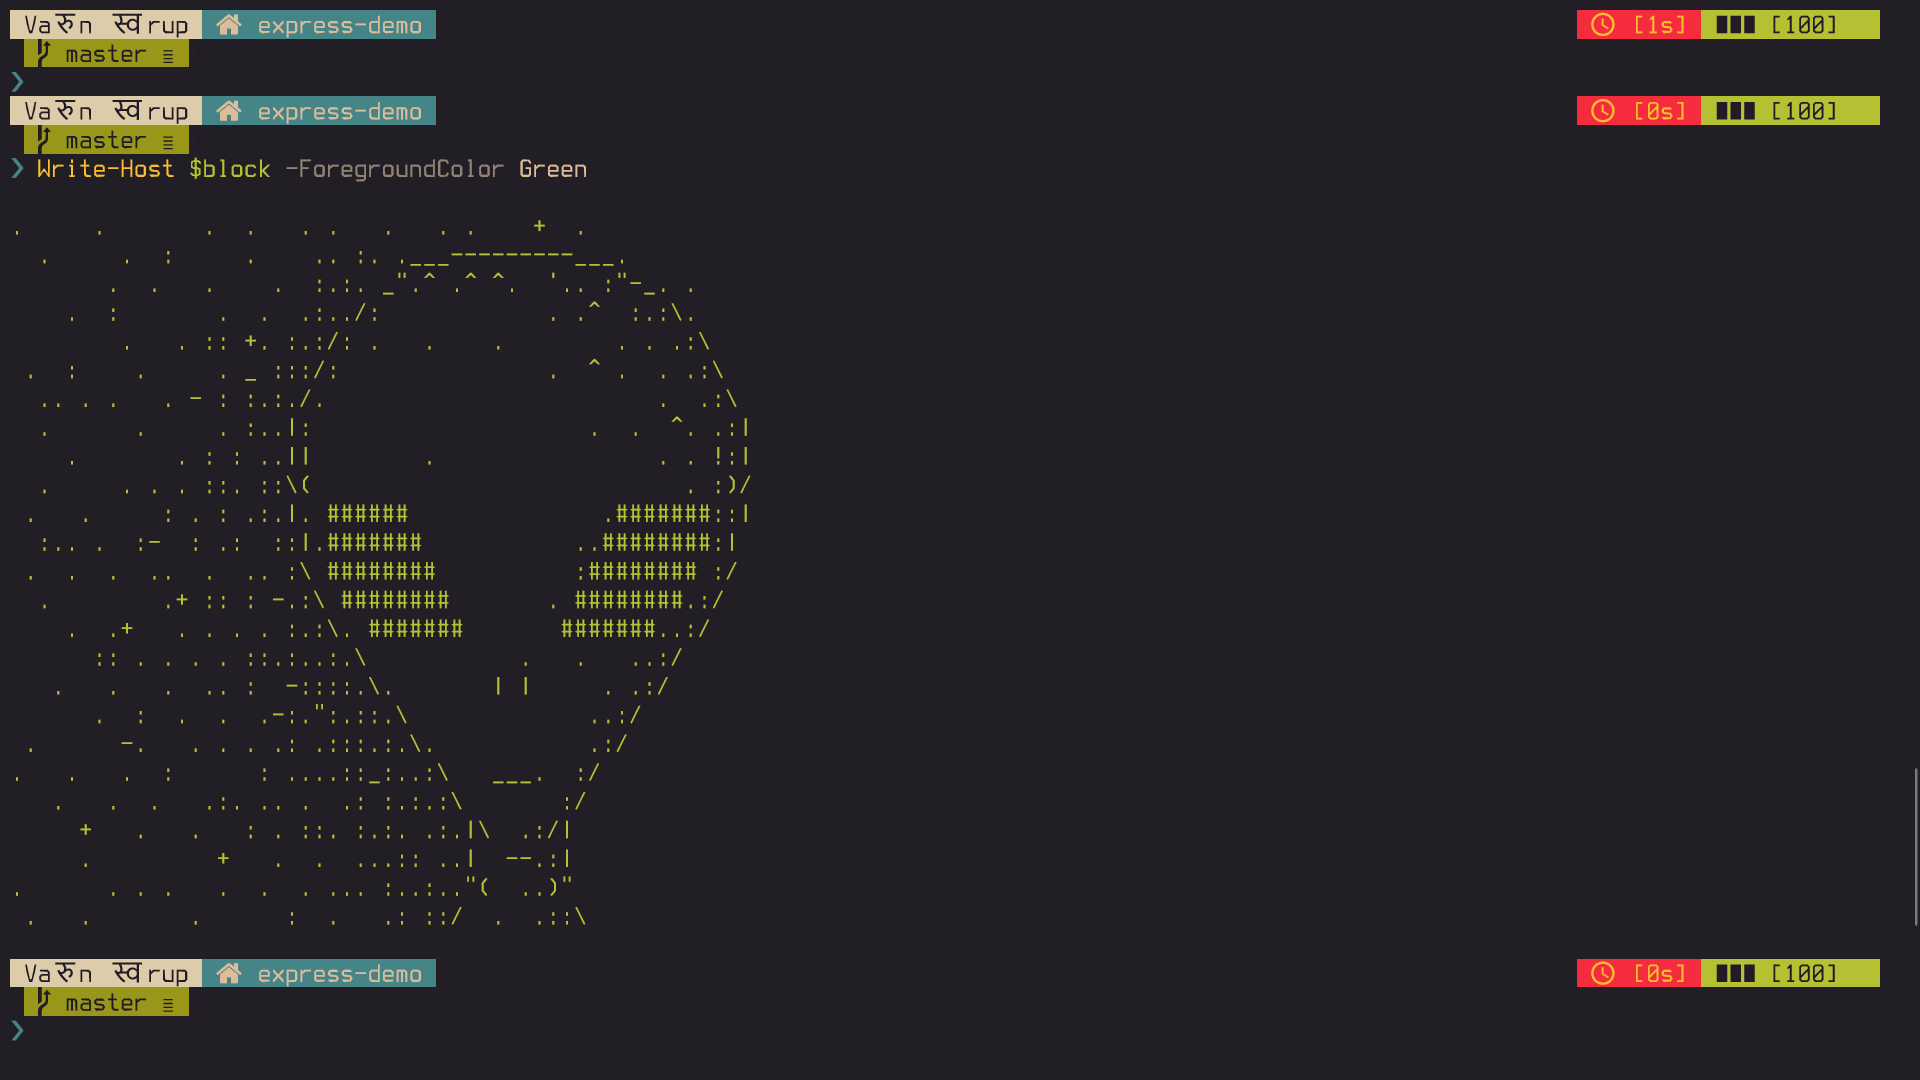 Vaरुn स्वrup express-demo [1s] [100]
master ≡
❯
Vaरुn स्वrup express-demo [0s] [100]
master ≡
❯ Write-Host $block -ForegroundColor Green
Vaरुn स्वrup express-demo [0s] [100]
master ≡
❯